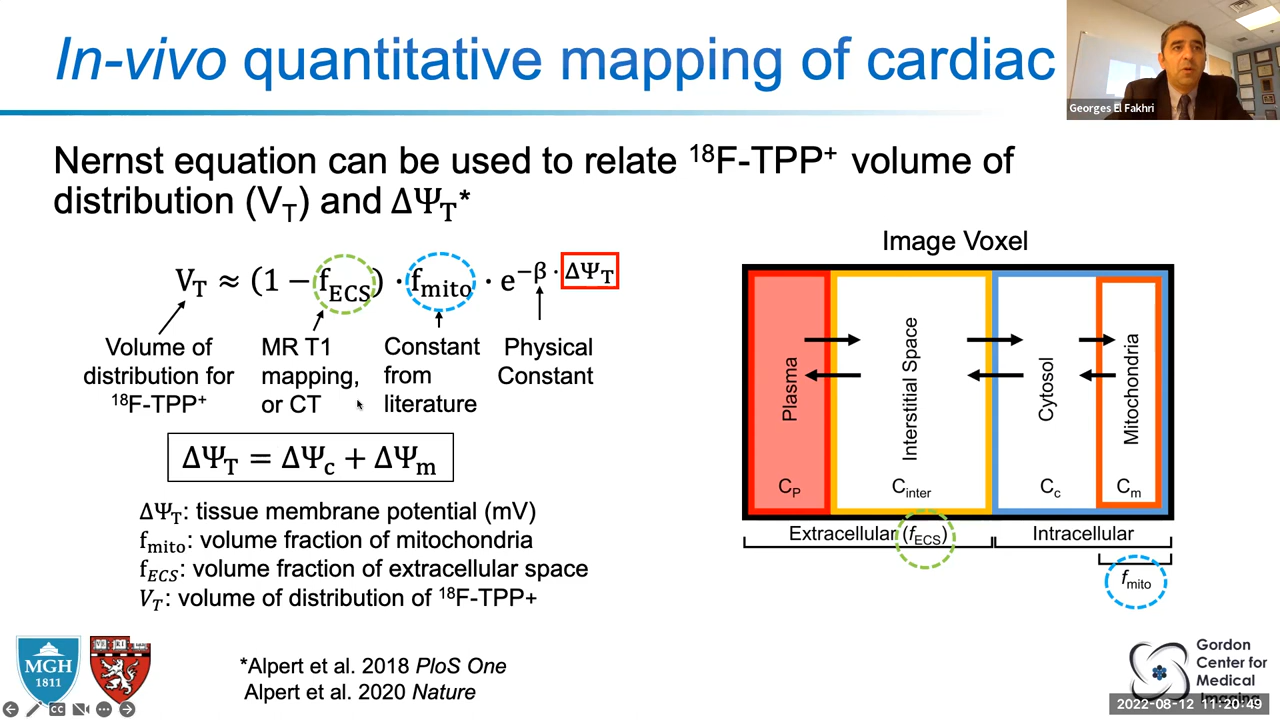 In-vivo quantitative mapping of cardiac
Georges El Fakhri
Nernst equation can be used to relate ¹⁸F-TPP⁺ volume of
distribution (V_T) and ΔΨ_T*
V_T ≈ (1 − f_ECS) · f_mito · e^(−β · ΔΨ_T)
Volume of
distribution for
¹⁸F-TPP⁺
MR T1
mapping,
or CT
Constant
from
literature
Physical
Constant
ΔΨ_T = ΔΨ_c + ΔΨ_m
ΔΨ_T: tissue membrane potential (mV)
f_mito: volume fraction of mitochondria
f_ECS: volume fraction of extracellular space
V_T: volume of distribution of ¹⁸F-TPP+
Image Voxel
Plasma
Interstitial Space
Cytosol
Mitochondria
C_P
C_inter
C_c
C_m
Extracellular (f_ECS)
Intracellular
f_mito
*Alpert et al. 2018 PloS One
Alpert et al. 2020 Nature
MGH
1811
VE RI
Gordon
Center for
Medical
Imaging
2022-08-12 11:20:49